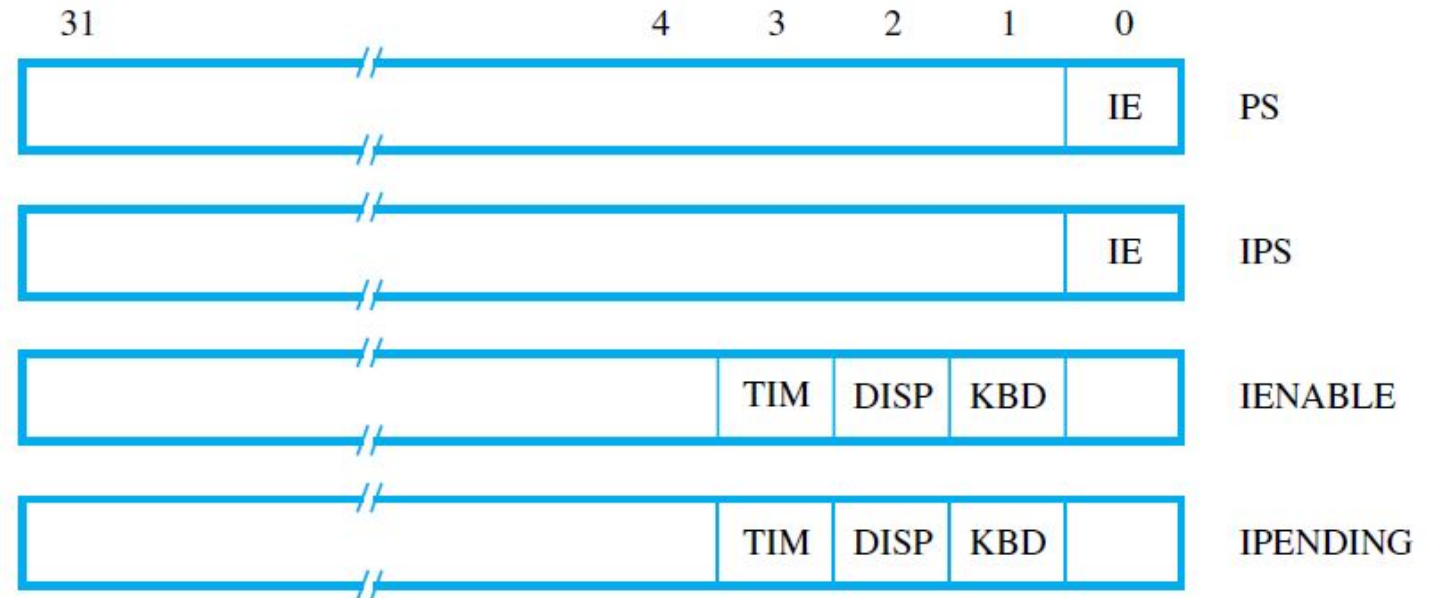 31 4 3 2 1 0
IE PS
IE IPS
TIM DISP KBD IENABLE
TIM DISP KBD IPENDING